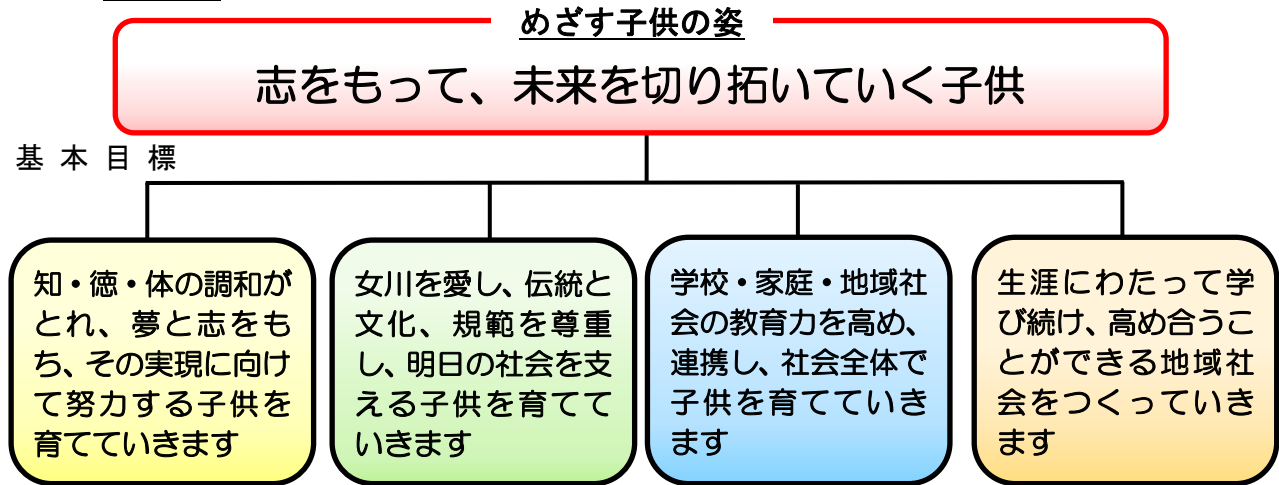 めざす子供の姿
志をもって、未来を切り拓いていく子供
基本目標
知・徳・体の調和が
とれ、夢と志をも
ち、その実現に向け
て努力する子供を
育てていきます
女川を愛し、伝統と
文化、規範を尊重
し、明日の社会を支
える子供を育てて
いきます
学校・家庭・地域社
会の教育力を高め、
連携し、社会全体で
子供を育てていき
ます
生涯にわたって学
び続け、高め合うこ
とができる地域社
会をつくっていき
ます